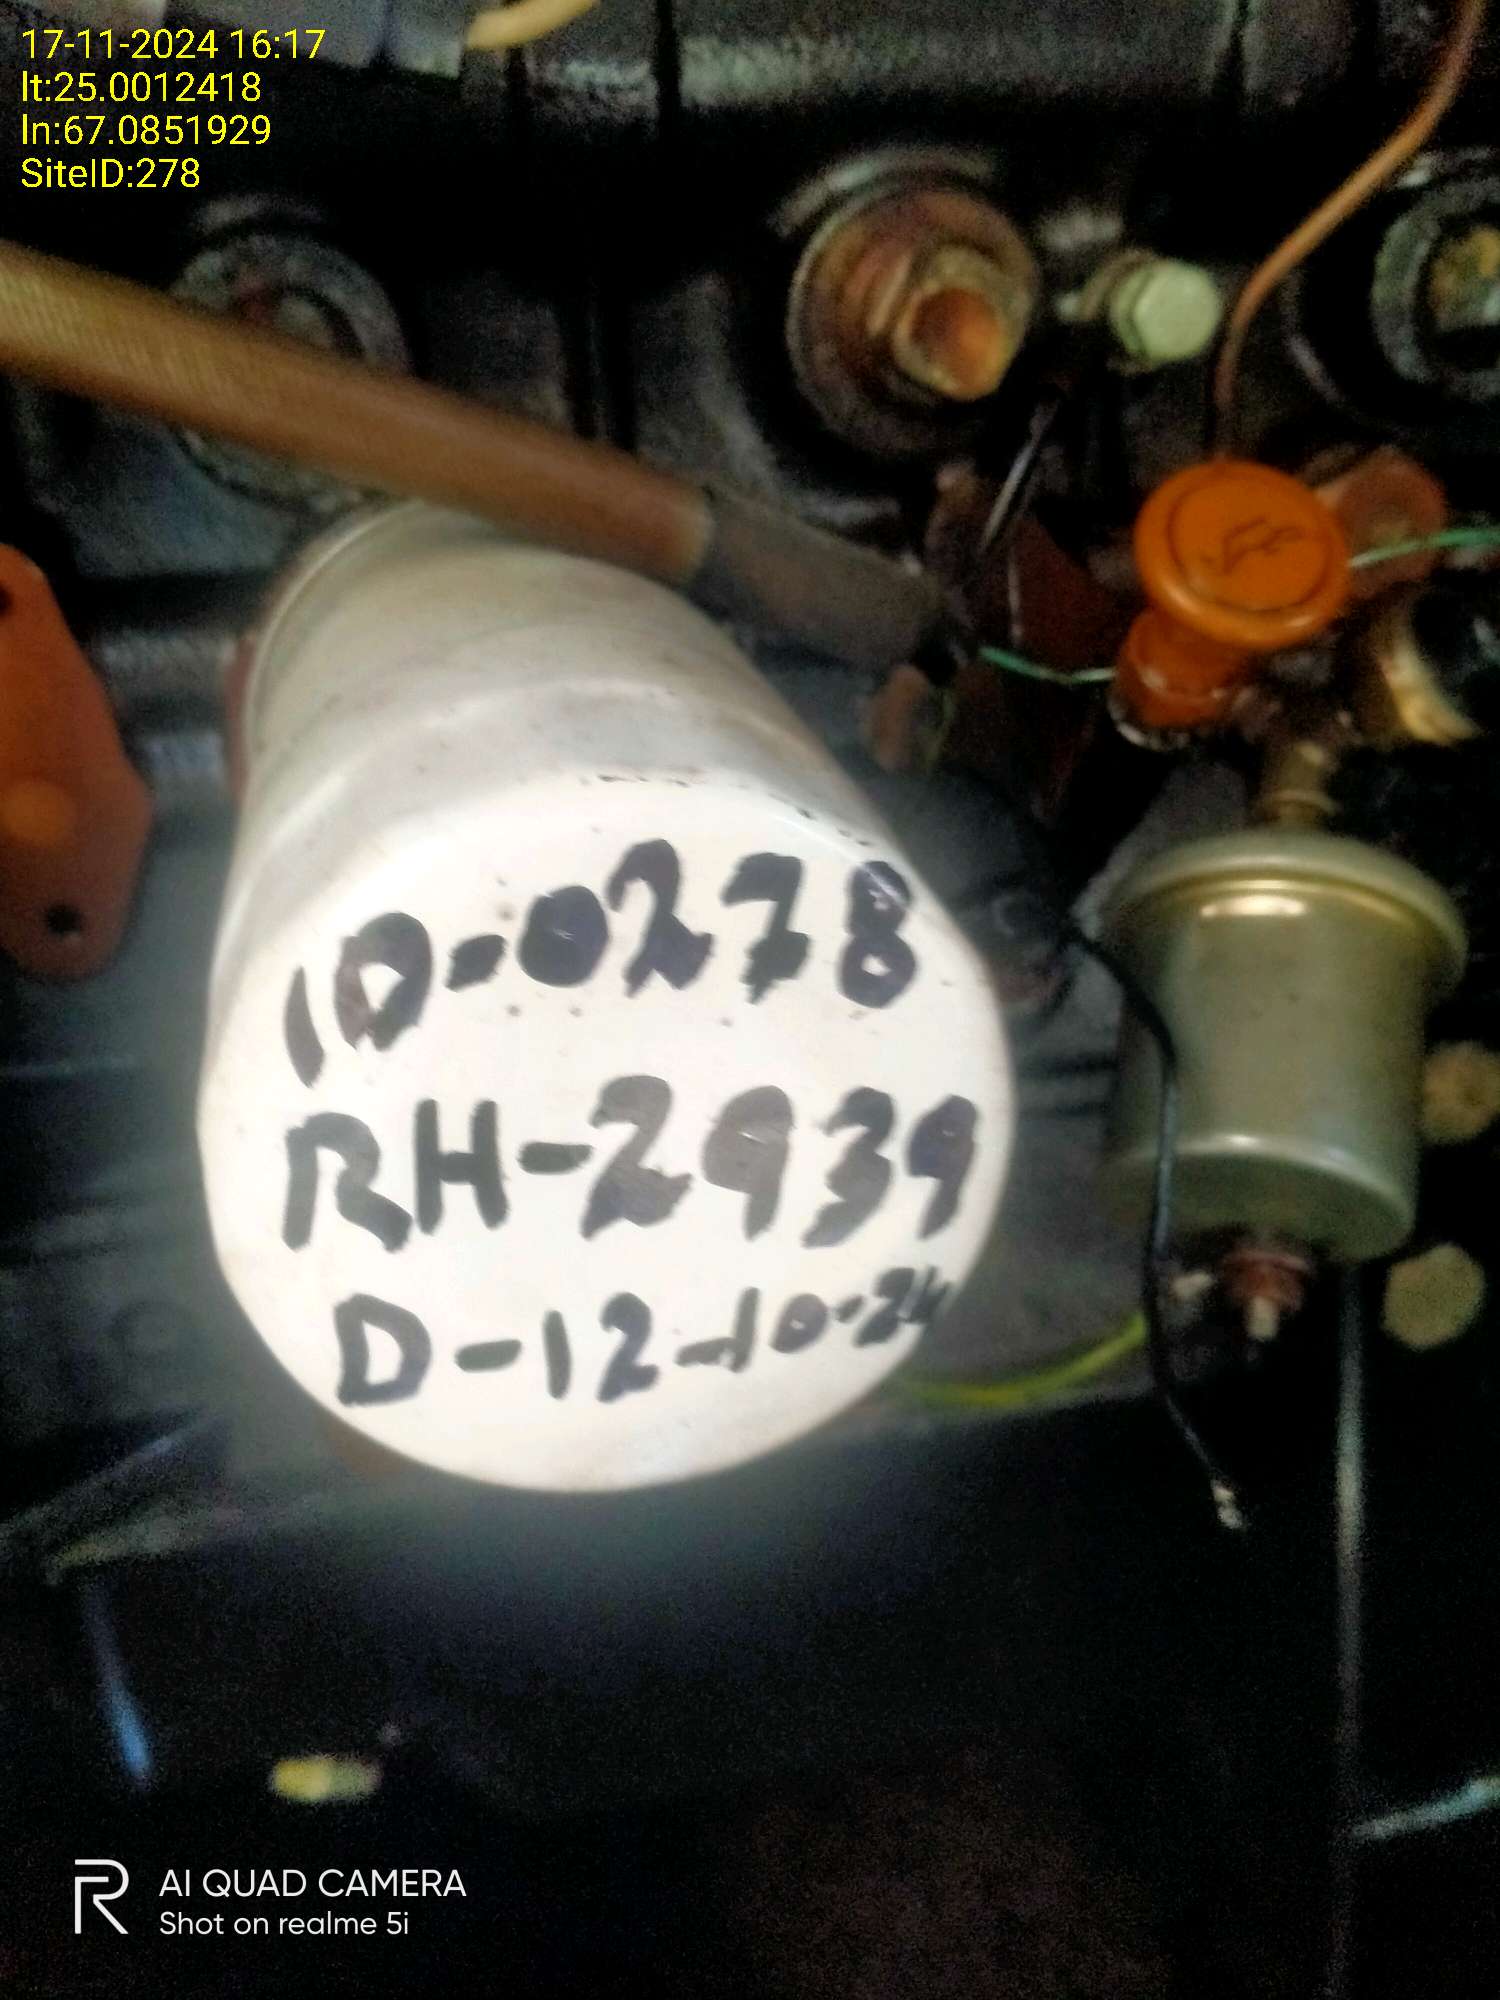 17-11-2024 16:17
lt:25.0012418
ln:67.0851929
SiteID:278
ID-0278
RH-2939
D-12-10-24
AI QUAD CAMERA
Shot on realme 5i